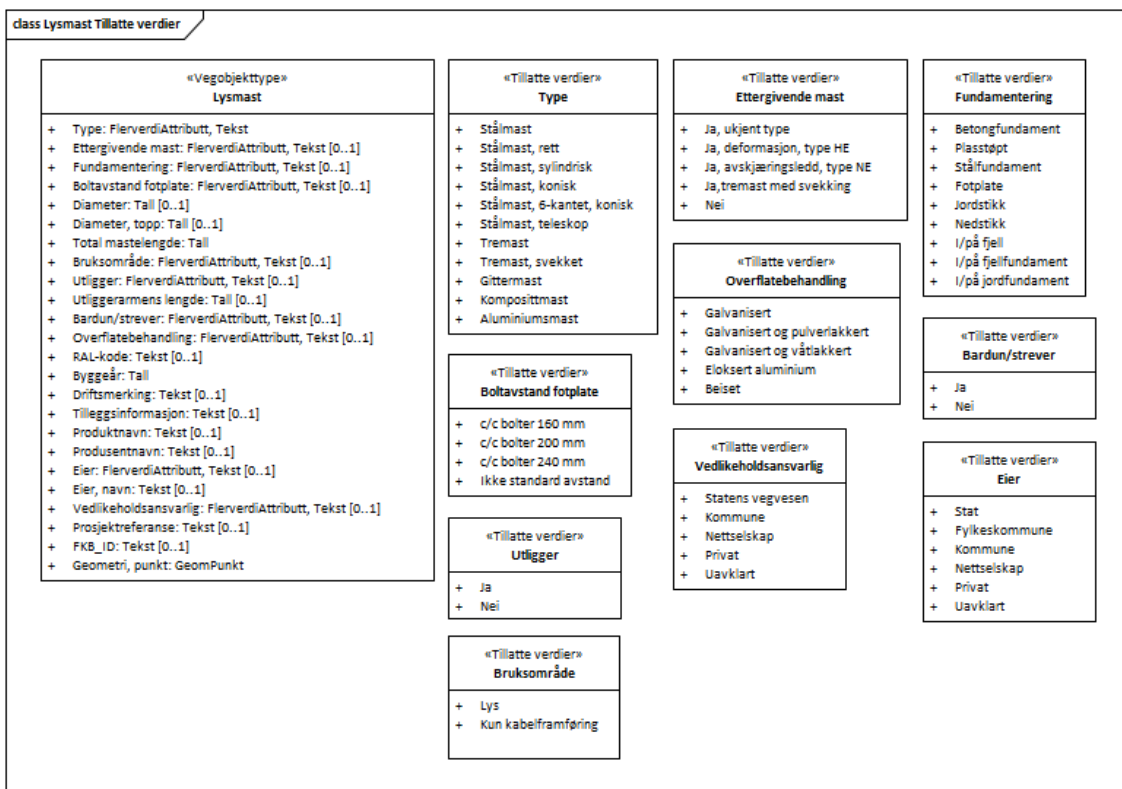 class Lysmast Tillatte verdier
«Vegobjekttype»
Lysmast
+ Type: FlerverdiAttributt, Tekst
+ Ettergivende mast: FlerverdiAttributt, Tekst [0..1]
+ Fundamentering: FlerverdiAttributt, Tekst [0..1]
+ Boltavstand fotplate: FlerverdiAttributt, Tekst [0..1]
+ Diameter: Tall [0..1]
+ Diameter, topp: Tall [0..1]
+ Total mastelengde: Tall
+ Bruksområde: FlerverdiAttributt, Tekst [0..1]
+ Utligger: FlerverdiAttributt, Tekst [0..1]
+ Utliggerarmens lengde: Tall [0..1]
+ Bardun/strever: FlerverdiAttributt, Tekst [0..1]
+ Overflatebehandling: FlerverdiAttributt, Tekst [0..1]
+ RAL-kode: Tekst [0..1]
+ Byggeår: Tall
+ Driftsmerking: Tekst [0..1]
+ Tilleggsinformasjon: Tekst [0..1]
+ Produktnavn: Tekst [0..1]
+ Produsentnavn: Tekst [0..1]
+ Eier: FlerverdiAttributt, Tekst [0..1]
+ Eier, navn: Tekst [0..1]
+ Vedlikeholdsansvarlig: FlerverdiAttributt, Tekst [0..1]
+ Prosjektreferanse: Tekst [0..1]
+ FKB_ID: Tekst [0..1]
+ Geometri, punkt: GeomPunkt
«Tillatte verdier»
Type
+ Stålmast
+ Stålmast, rett
+ Stålmast, sylindrisk
+ Stålmast, konisk
+ Stålmast, 6-kantet, konisk
+ Stålmast, teleskop
+ Tremast
+ Tremast, svekket
+ Gittermast
+ Komposittmast
+ Aluminiumsmast
«Tillatte verdier»
Boltavstand fotplate
+ c/c bolter 160 mm
+ c/c bolter 200 mm
+ c/c bolter 240 mm
+ Ikke standard avstand
«Tillatte verdier»
Utligger
+ Ja
+ Nei
«Tillatte verdier»
Bruksområde
+ Lys
+ Kun kabelframføring
«Tillatte verdier»
Ettergivende mast
+ Ja, ukjent type
+ Ja, deformasjon, type HE
+ Ja, avskjæringsledd, type NE
+ Ja,tremast med svekking
+ Nei
«Tillatte verdier»
Overflatebehandling
+ Galvanisert
+ Galvanisert og pulverlakkert
+ Galvanisert og våtlakkert
+ Eloksert aluminium
+ Beiset
«Tillatte verdier»
Vedlikeholdsansvarlig
+ Statens vegvesen
+ Kommune
+ Nettselskap
+ Privat
+ Uavklart
«Tillatte verdier»
Fundamentering
+ Betongfundament
+ Plasstøpt
+ Stålfundament
+ Fotplate
+ Jordstikk
+ Nedstikk
+ I/på fjell
+ I/på fjellfundament
+ I/på jordfundament
«Tillatte verdier»
Bardun/strever
+ Ja
+ Nei
«Tillatte verdier»
Eier
+ Stat
+ Fylkeskommune
+ Kommune
+ Nettselskap
+ Privat
+ Uavklart